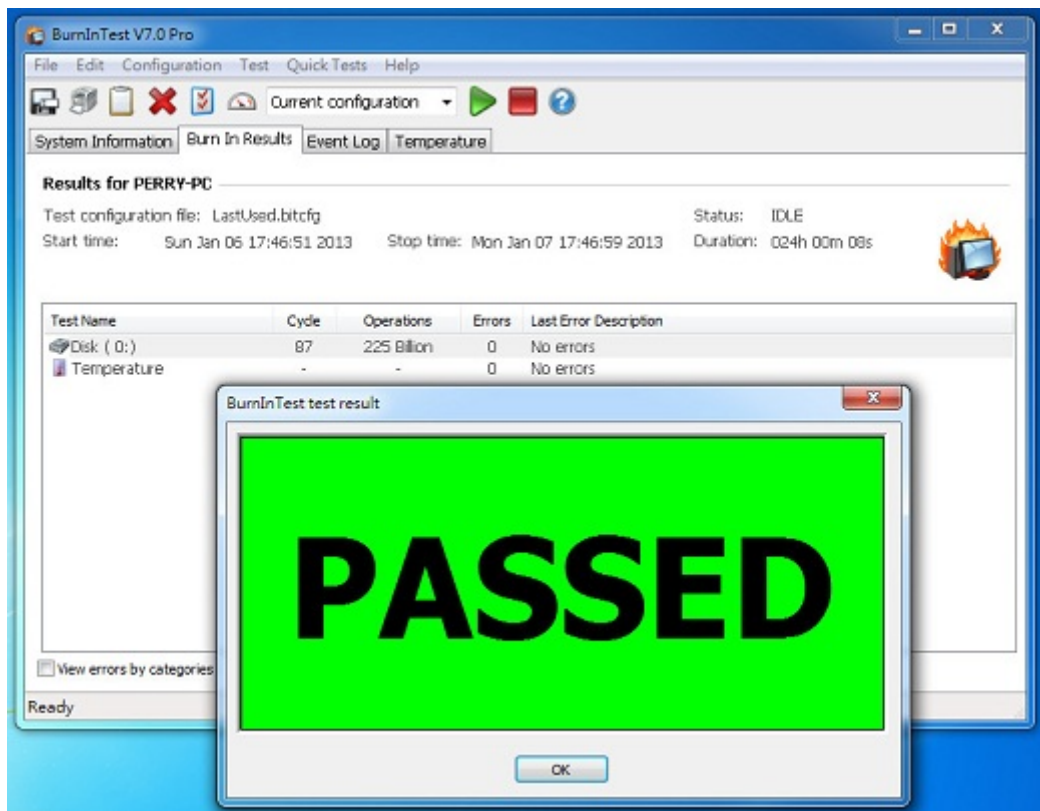 BurnInTest V7.0 Pro
File Edit Configuration Test Quick Tests Help
Current configuration
System Information Burn In Results Event Log Temperature
Results for PERRY-PC
Test configuration file: LastUsed.bitcfg Status: IDLE
Start time: Sun Jan 06 17:46:51 2013 Stop time: Mon Jan 07 17:46:59 2013 Duration: 024h 00m 08s
Test Name Cycle Operations Errors Last Error Description
Disk ( O:) 87 225 Billion 0 No errors
Temperature - - 0 No errors
BurnInTest test result
PASSED
View errors by categories
Ready
OK